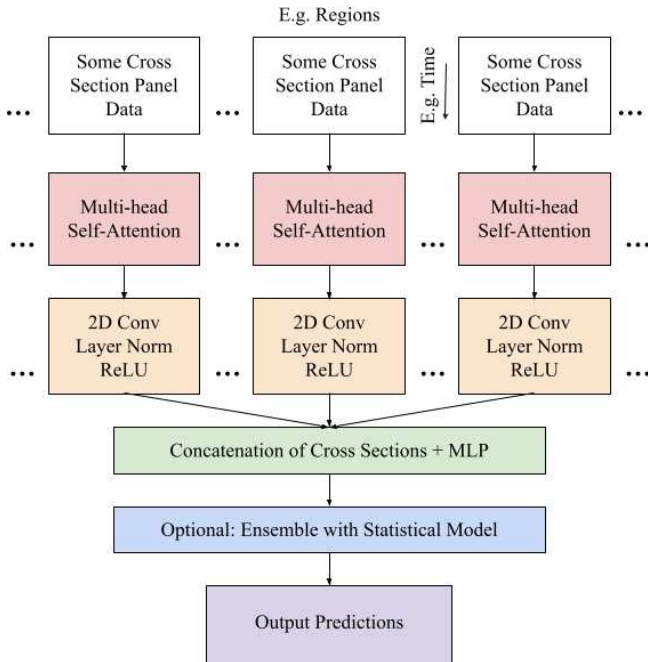 E.g. Regions
Some Cross
Section Panel
Data
Some Cross
Section Panel
Data
E.g. Time
Some Cross
Section Panel
Data
... ... ...
Multi-head
Self-Attention
Multi-head
Self-Attention
Multi-head
Self-Attention
... ... ... ...
2D Conv
Layer Norm
ReLU
2D Conv
Layer Norm
ReLU
2D Conv
Layer Norm
ReLU
... ... ... ...
Concatenation of Cross Sections + MLP
Optional: Ensemble with Statistical Model
Output Predictions